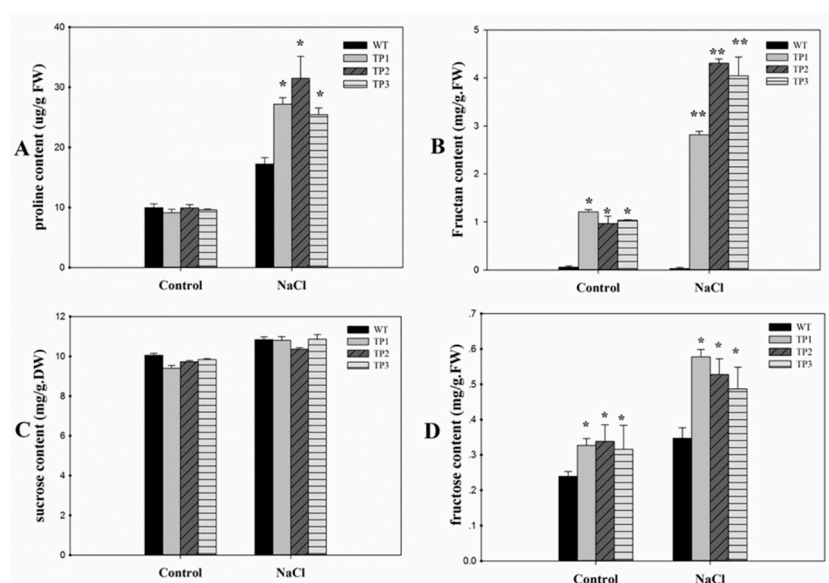 A
proline content (ug/g FW)
40
30
20
10
0
WT
TP1
TP2
TP3
*
*
*
Control
NaCl
B
Fructan content (mg/g.FW)
5
4
3
2
1
0
WT
TP1
TP2
TP3
*
*
*
**
**
**
Control
NaCl
C
sucrose content (mg/g.DW)
12
10
8
6
4
2
0
WT
TP1
TP2
TP3
Control
NaCl
D
fructose content (mg/g.FW)
.7
.6
.5
.4
.3
.2
.1
0.0
WT
TP1
TP2
TP3
*
*
*
*
*
*
Control
NaCl